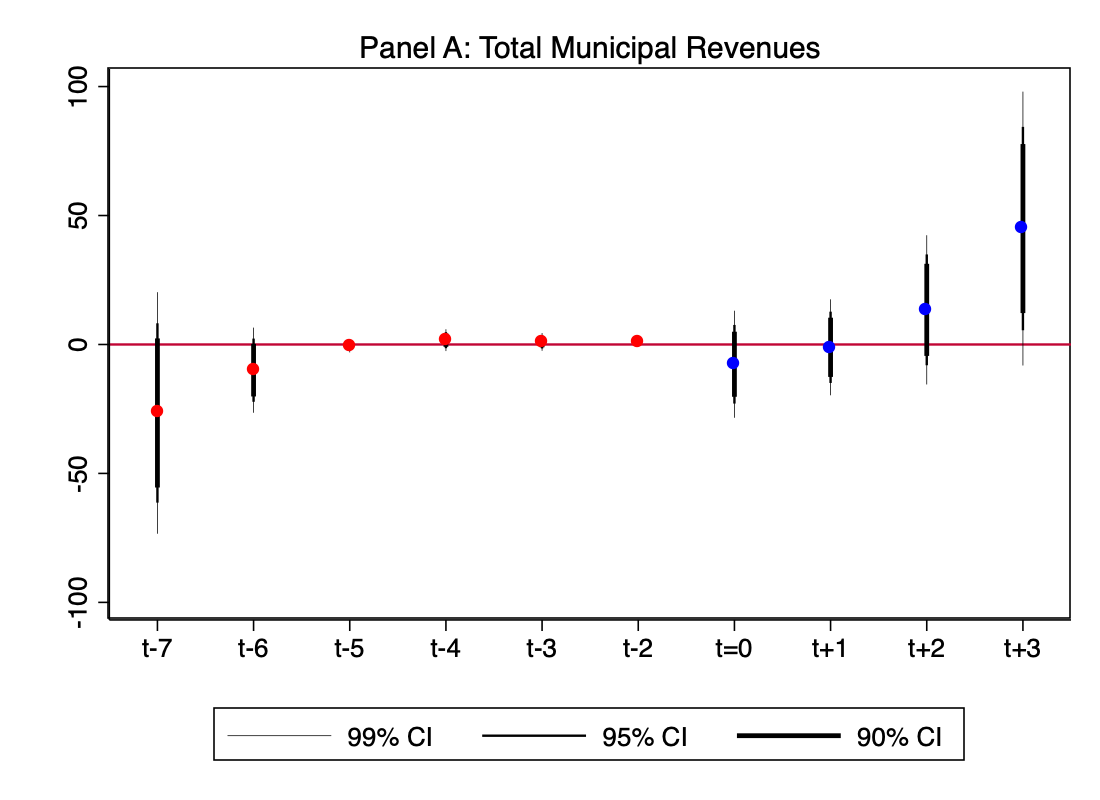 Panel A: Total Municipal Revenues
100
50
0
-50
-100
t-7 t-6 t-5 t-4 t-3 t-2 t=0 t+1 t+2 t+3
99% CI 95% CI 90% CI